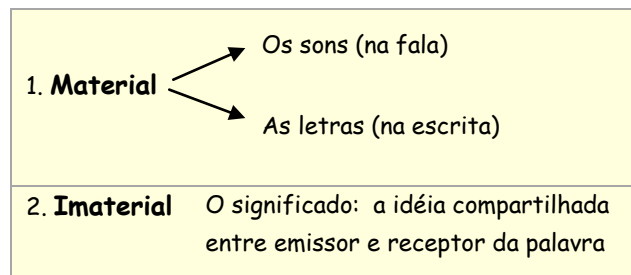 Os sons (na fala)
1. Material
As letras (na escrita)
2. Imaterial O significado: a idéia compartilhada
entre emissor e receptor da palavra